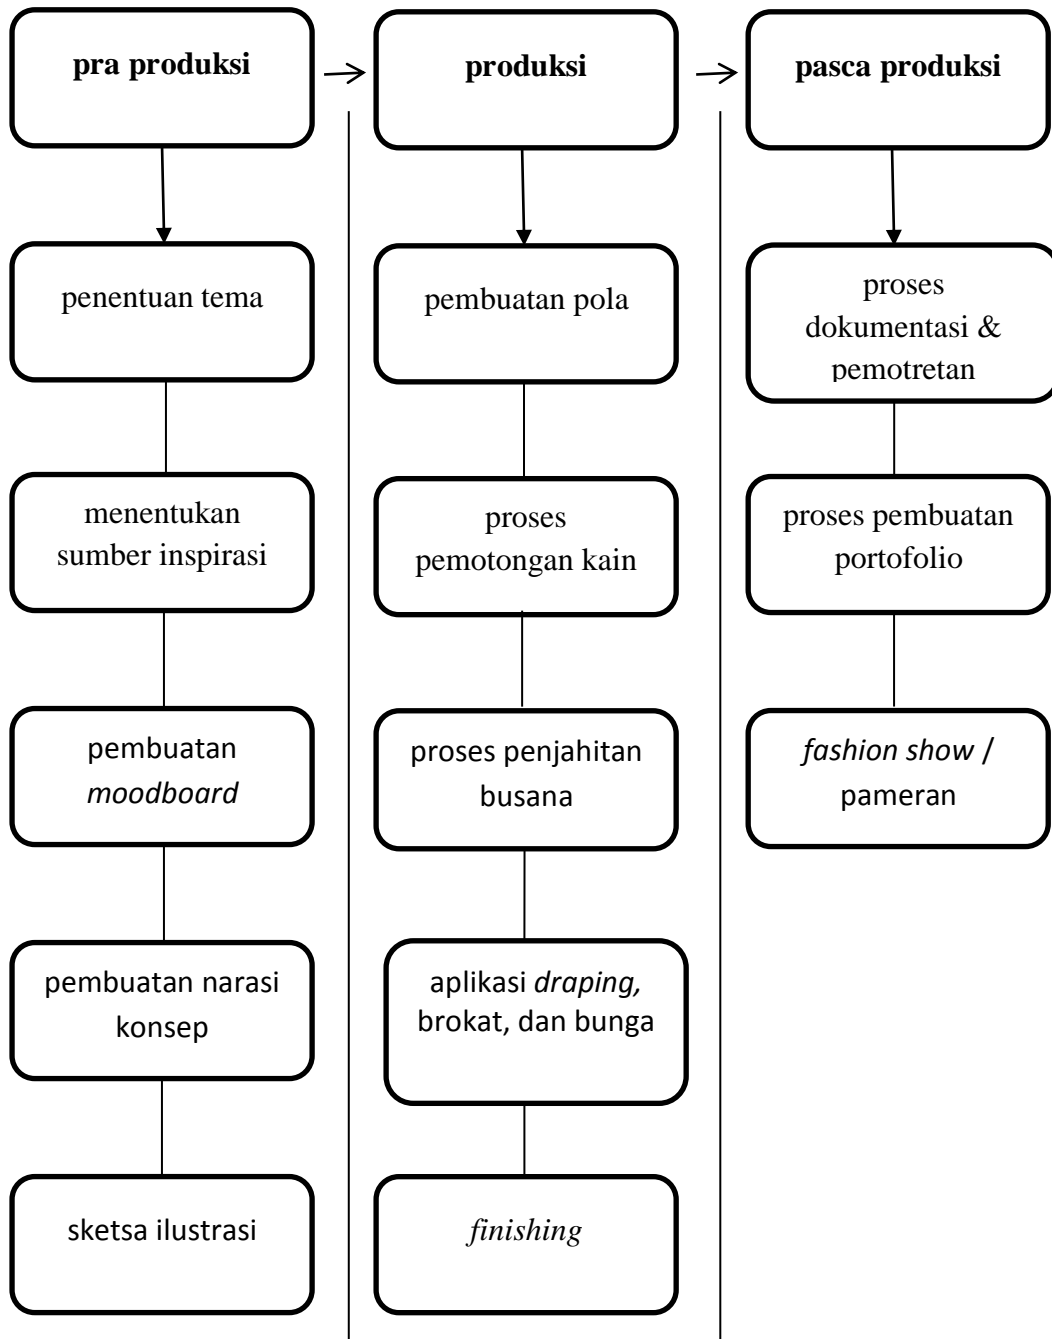 pra produksi
penentuan tema
menentukan
sumber inspirasi
pembuatan
moodboard
pembuatan narasi
konsep
sketsa ilustrasi
produksi
pembuatan pola
proses
pemotongan kain
proses penjahitan
busana
aplikasi draping,
brokat, dan bunga
finishing
pasca produksi
proses
dokumentasi &
pemotretan
proses pembuatan
portofolio
fashion show /
pameran